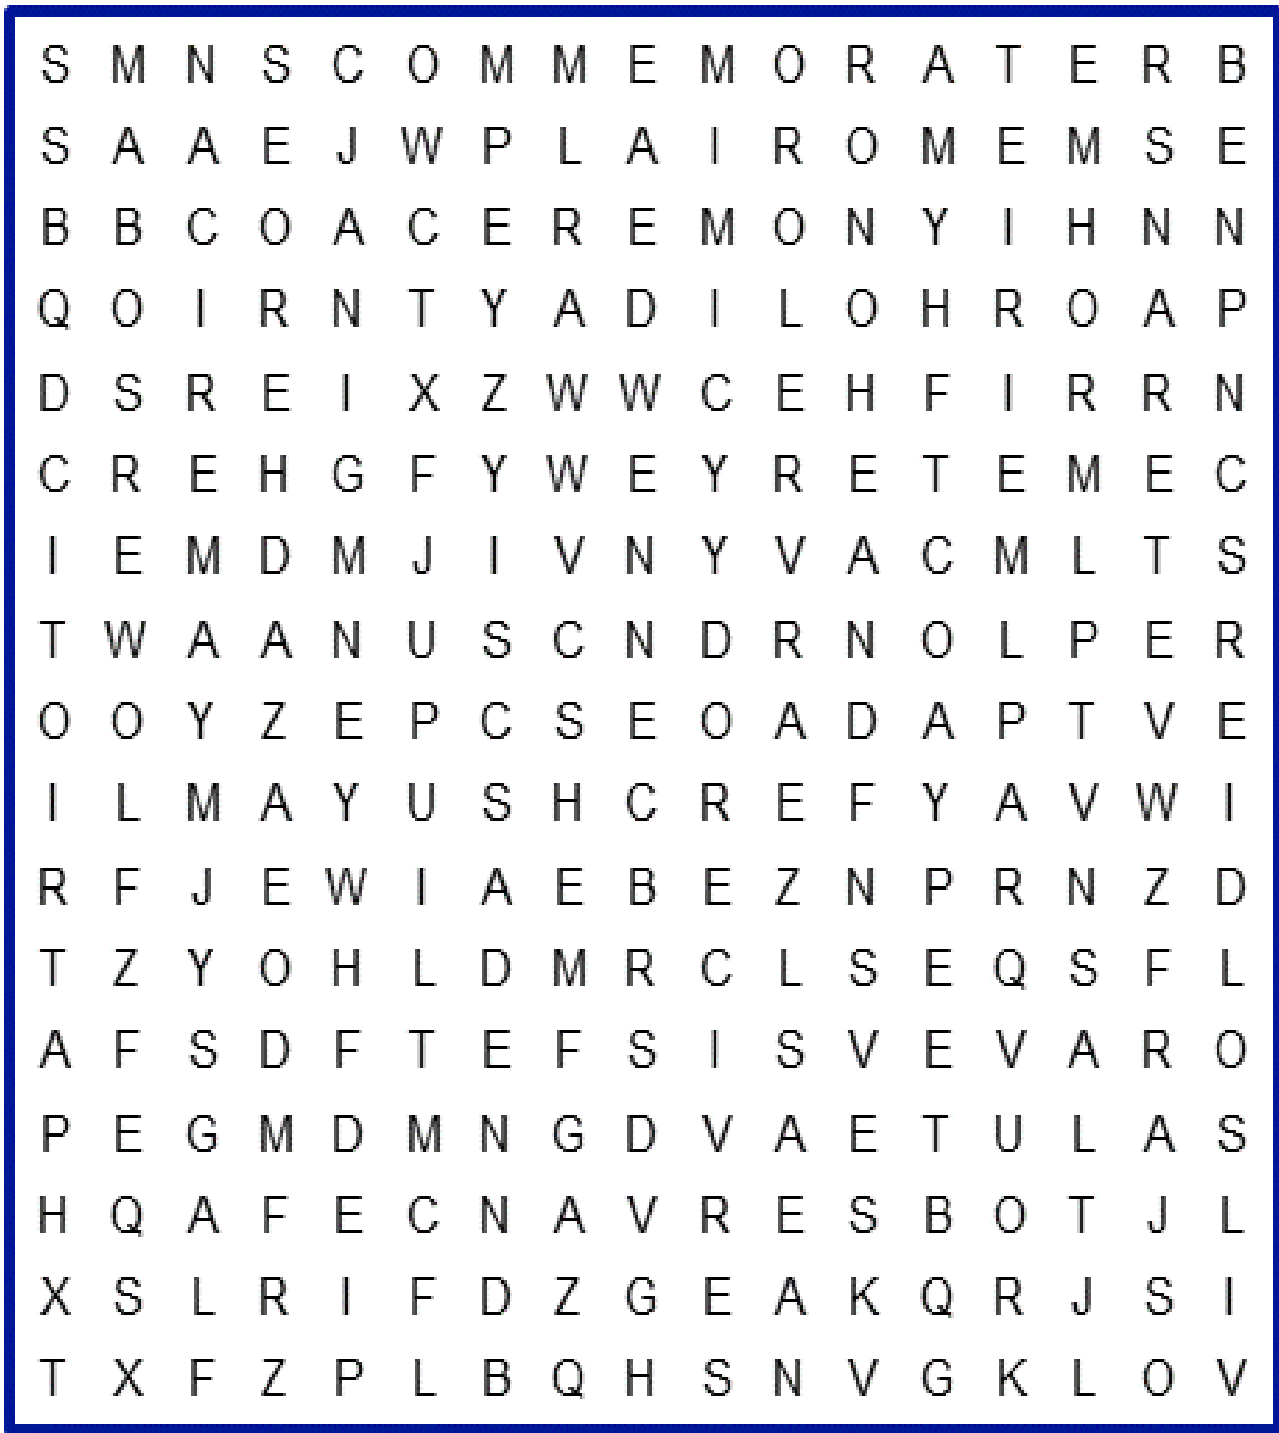 S M N S C O M M E M O R A T E R B
S A A E J W P L A I R O M E M S E
B B C O A C E R E M O N Y I H N N
Q O I R N T Y A D I L O H R O A P
D S R E I X Z W W C E H F I R R N
C R E H G F Y W E Y R E T E M E C
I E M D M J I V N Y V A C M L T S
T W A A N U S C N D R N O L P E R
O O Y Z E P C S E O A D A P T V E
I L M A Y U S H C R E F Y A V W I
R F J E W I A E B E Z N P R N Z D
T Z Y O H L D M R C L S E Q S F L
A F S D F T E F S I S V E V A R O
P E G M D M N G D V A E T U L A S
H Q A F E C N A V R E S B O T J L
X S L R I F D Z G E A K Q R J S I
T X F Z P L B Q H S N V G K L O V